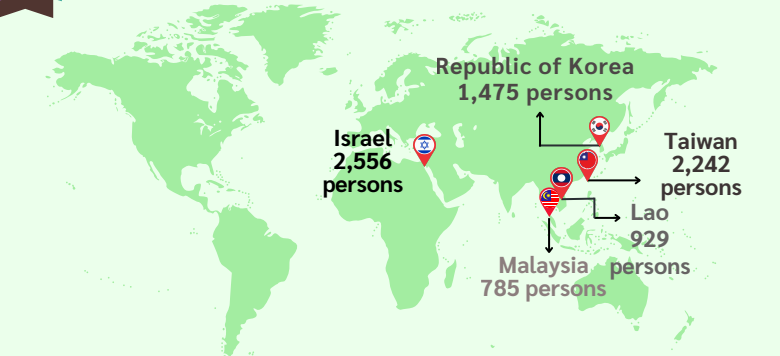 Republic of Korea
1,475 persons
Israel
2,556
persons
Taiwan
2,242
persons
Lao
929
persons
Malaysia
785 persons